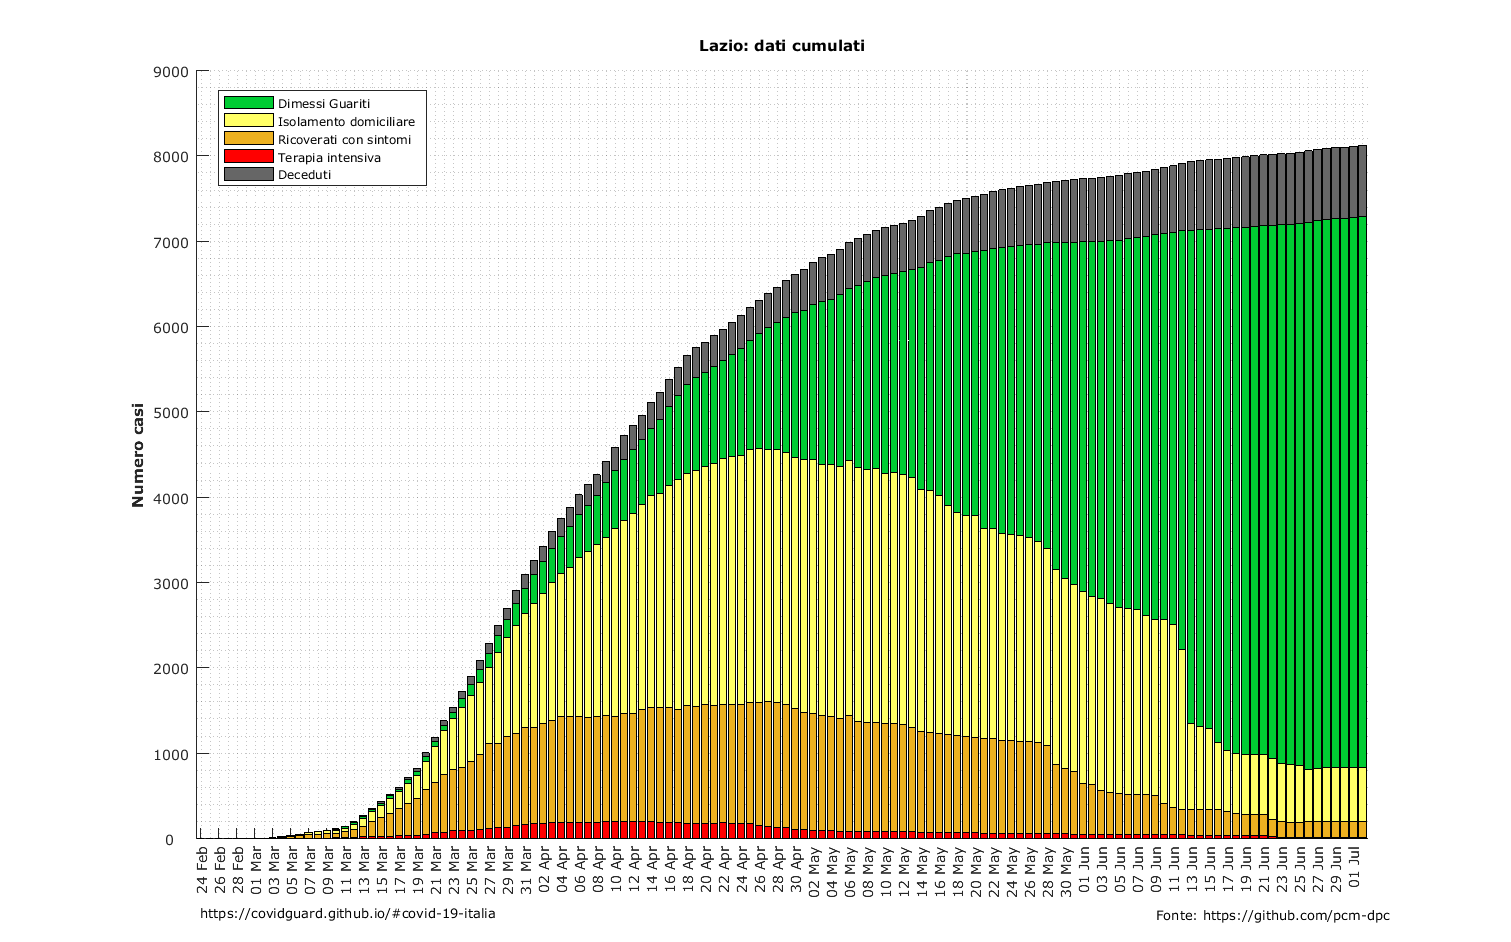 Lazio: dati cumulati
9000
8000
7000
6000
5000
4000
3000
2000
1000
0
Numero casi
Dimessi Guariti
Isolamento domiciliare
Ricoverati con sintomi
Terapia intensiva
Deceduti
24 Feb
26 Feb
28 Feb
01 Mar
03 Mar
05 Mar
07 Mar
09 Mar
11 Mar
13 Mar
15 Mar
17 Mar
19 Mar
21 Mar
23 Mar
25 Mar
27 Mar
29 Mar
31 Mar
02 Apr
04 Apr
06 Apr
08 Apr
10 Apr
12 Apr
14 Apr
16 Apr
18 Apr
20 Apr
22 Apr
24 Apr
26 Apr
28 Apr
30 Apr
02 May
04 May
06 May
08 May
10 May
12 May
14 May
16 May
18 May
20 May
22 May
24 May
26 May
28 May
30 May
01 Jun
03 Jun
05 Jun
07 Jun
09 Jun
11 Jun
13 Jun
15 Jun
17 Jun
19 Jun
21 Jun
23 Jun
25 Jun
27 Jun
29 Jun
01 Jul
https://covidguard.github.io/#covid-19-italia
Fonte: https://github.com/pcm-dpc